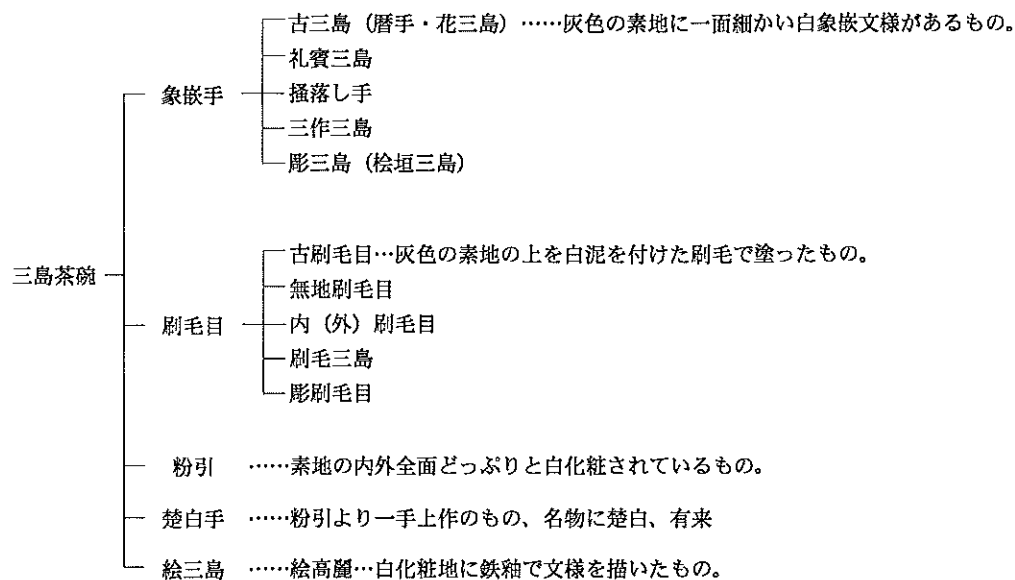 古三島（暦手・花三島）……灰色の素地に一面細かい白象嵌文様があるもの。
礼賓三島
象嵌手
掻落し手
三作三島
彫三島（桧垣三島）
古刷毛目…灰色の素地の上を白泥を付けた刷毛で塗ったもの。
三島茶碗
無地刷毛目
刷毛目
内（外）刷毛目
刷毛三島
彫刷毛目
粉引 ……素地の内外全面どっぷりと白化粧されているもの。
楚白手 ……粉引より一手上作のもの、名物に楚白、有来
絵三島 ……絵高麗…白化粧地に鉄釉で文様を描いたもの。